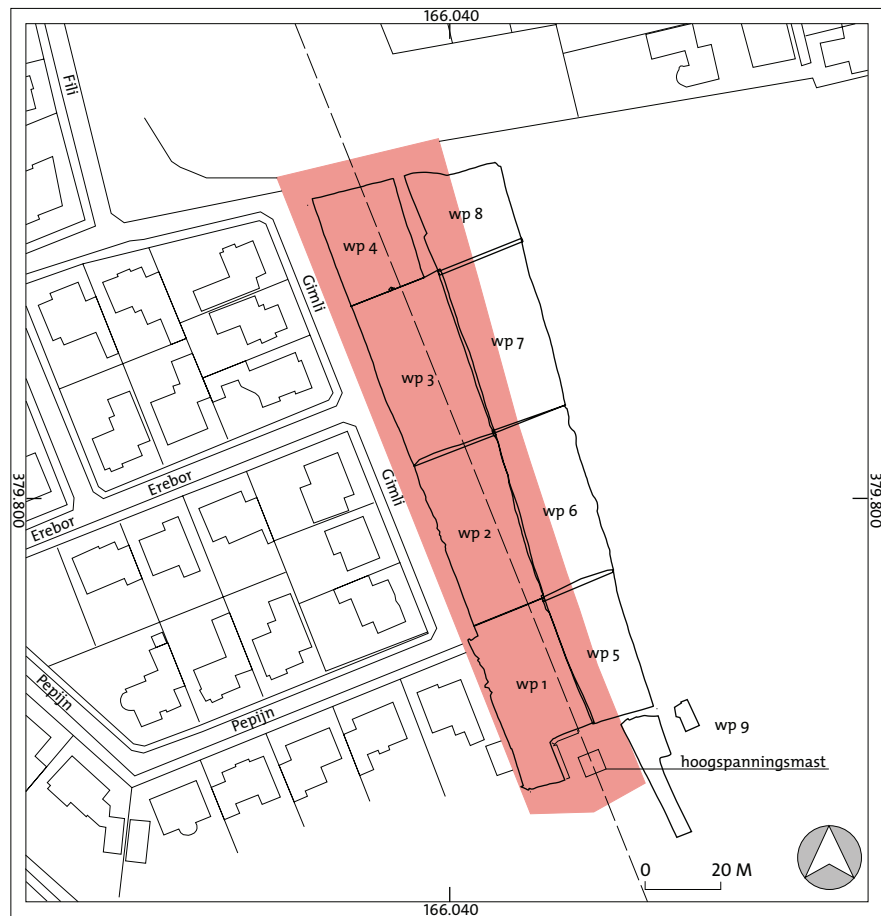 166.040
Fili
wp 8
wp 4
Gimli
wp 7
wp 3
Erebor
Gimli
379.800
379.800
Erebor
wp 6
wp 2
wp 5
Pepijn
wp 1
Pepijn
wp 9
hoogspanningsmast
0 20 M
166.040